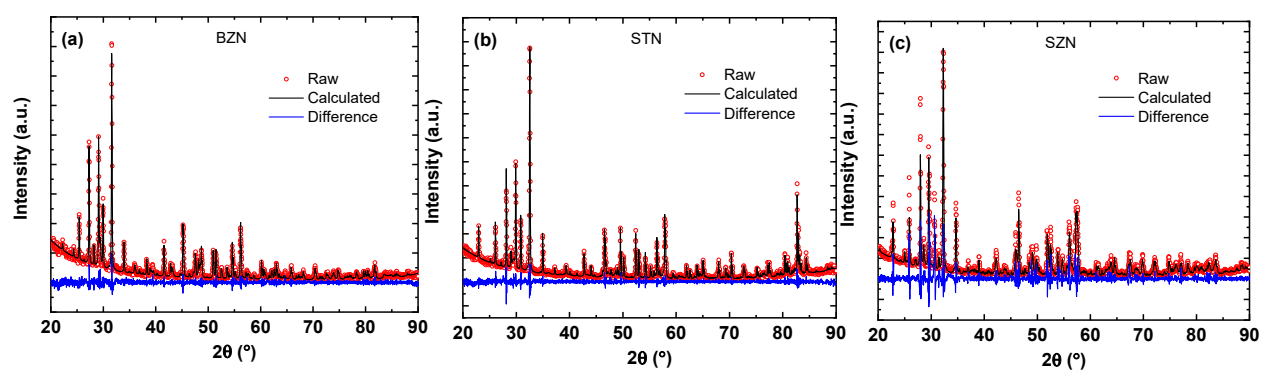 (a)
BZN
Raw
Calculated
Difference
Intensity (a.u.)
20 30 40 50 60 70 80 90
2θ (°)
(b)
STN
Raw
Calculated
Difference
Intensity (a.u.)
20 30 40 50 60 70 80 90
2θ (°)
(c)
SZN
Raw
Calculated
Difference
Intensity (a.u.)
20 30 40 50 60 70 80 90
2θ (°)